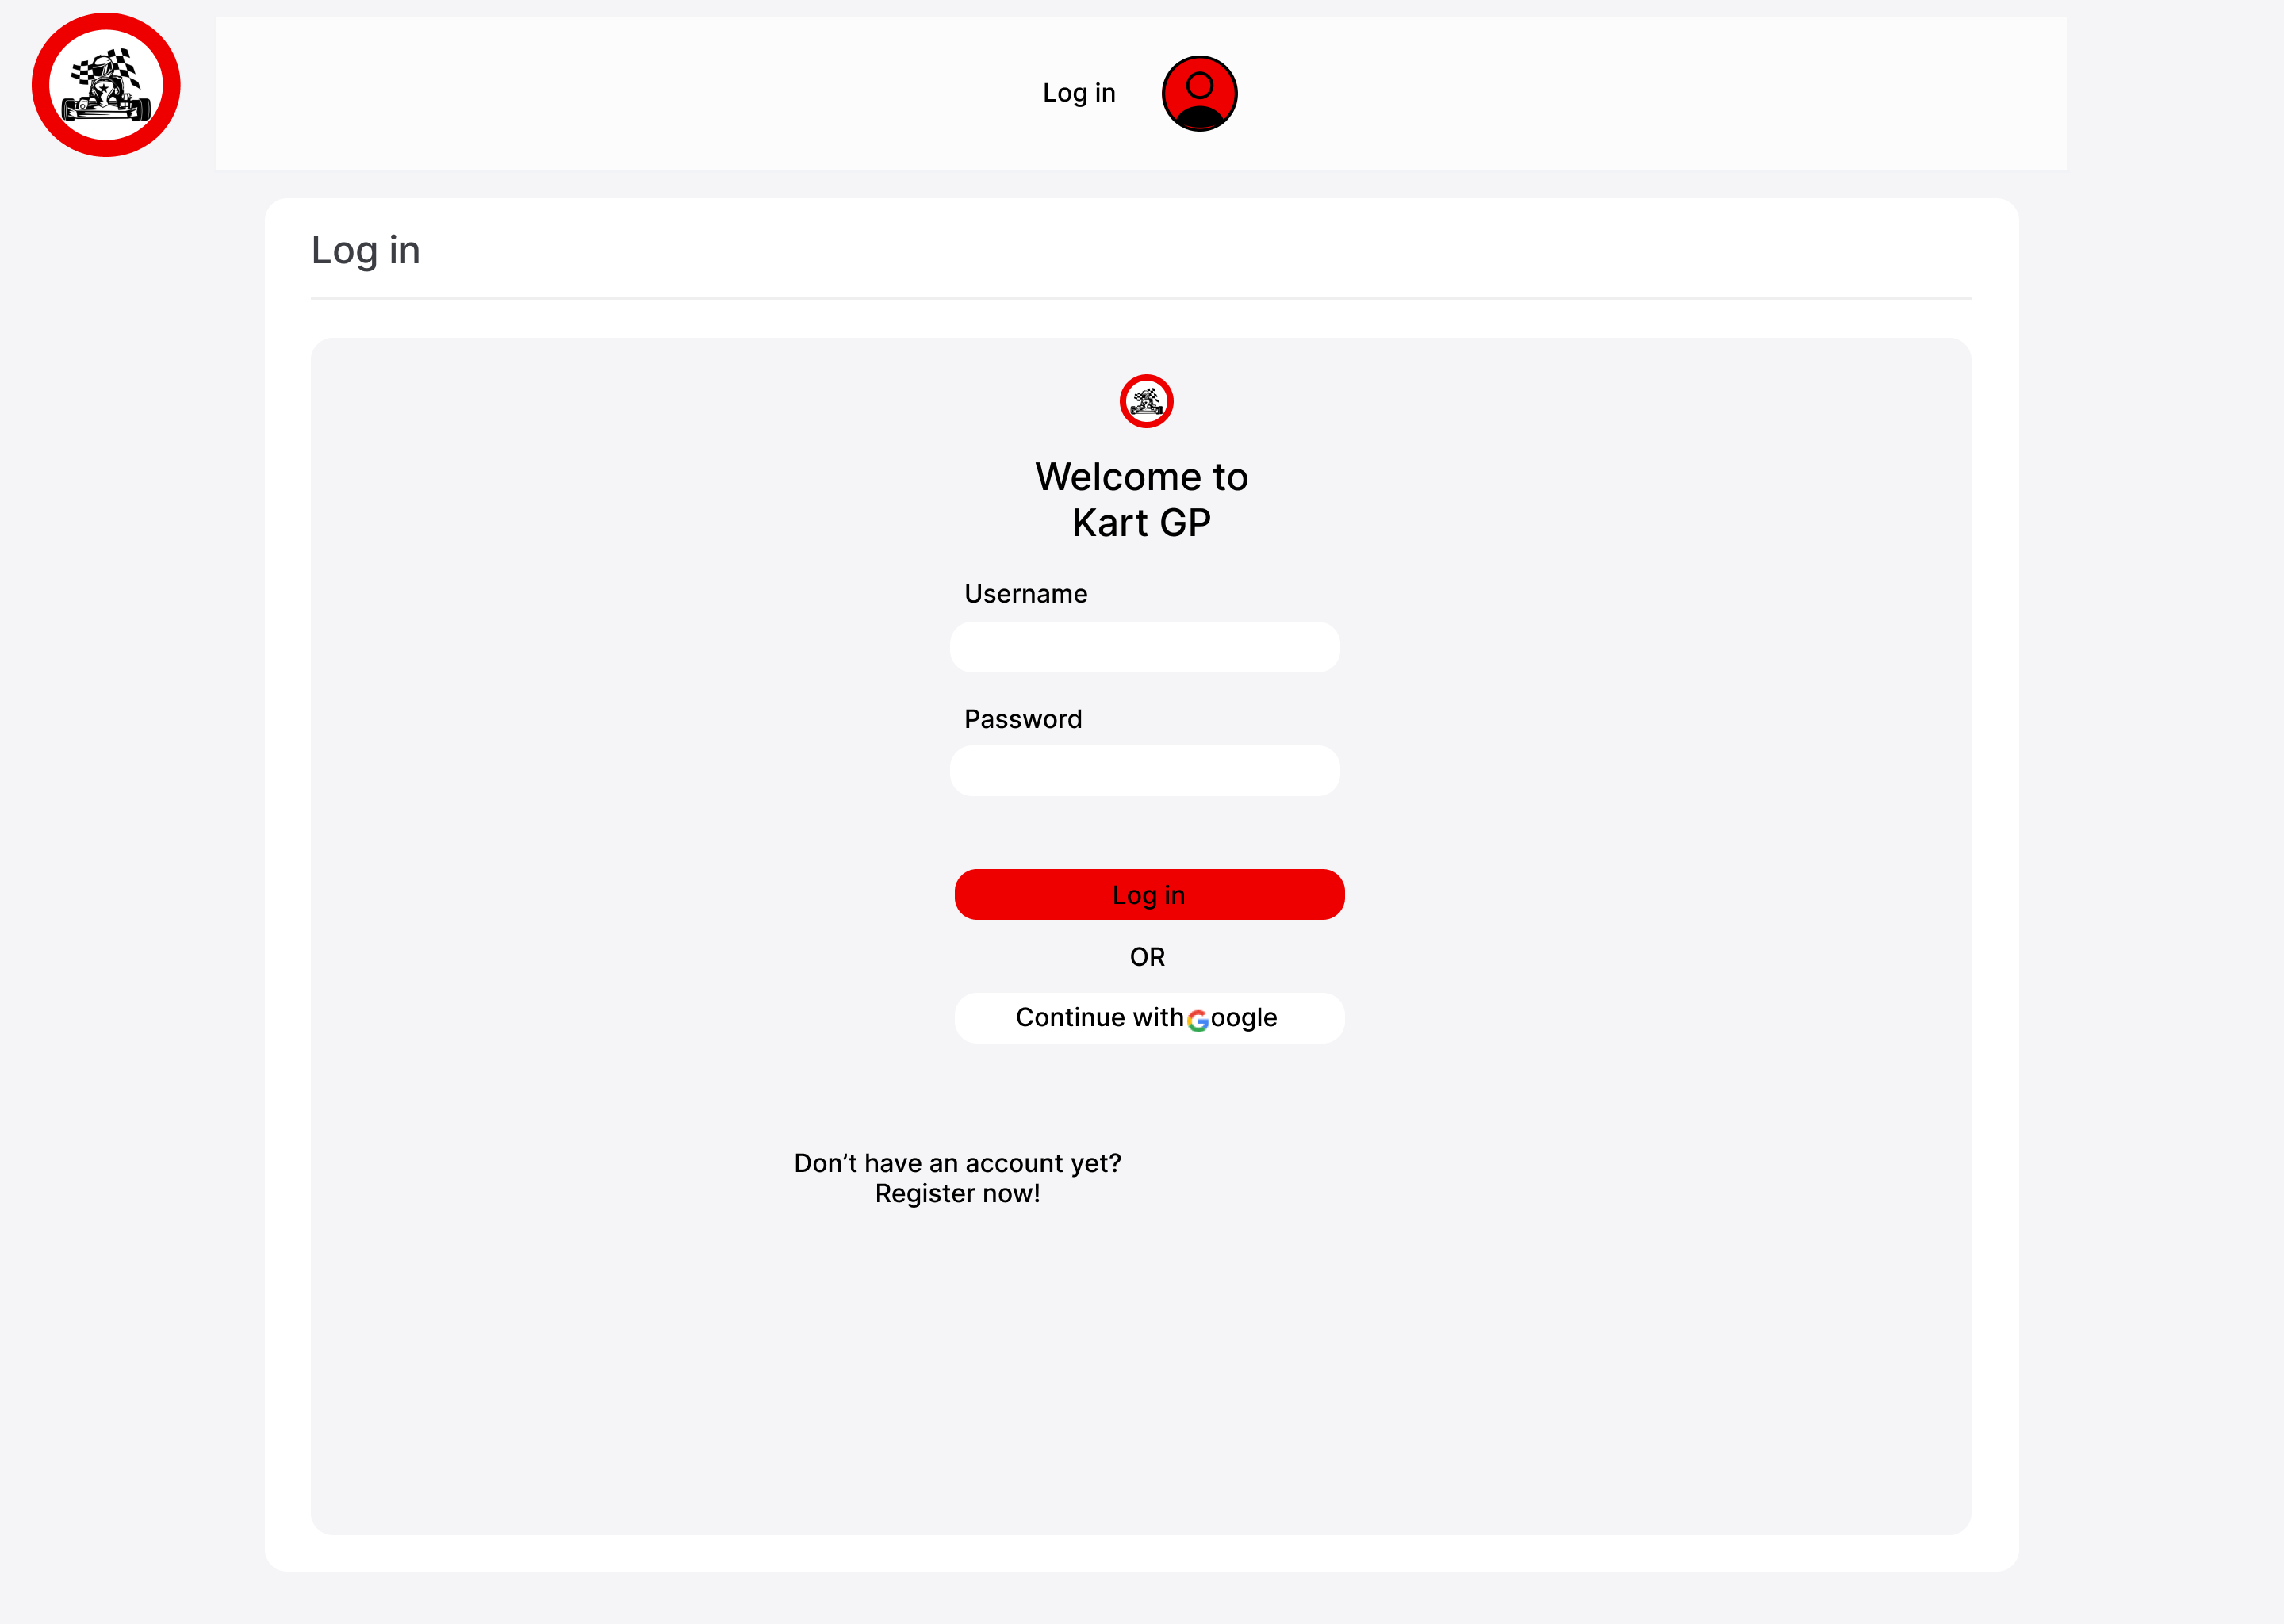 Log in
Log in
Welcome to
Kart GP
Username
Password
Log in
OR
Continue with Google
Don’t have an account yet?
Register now!